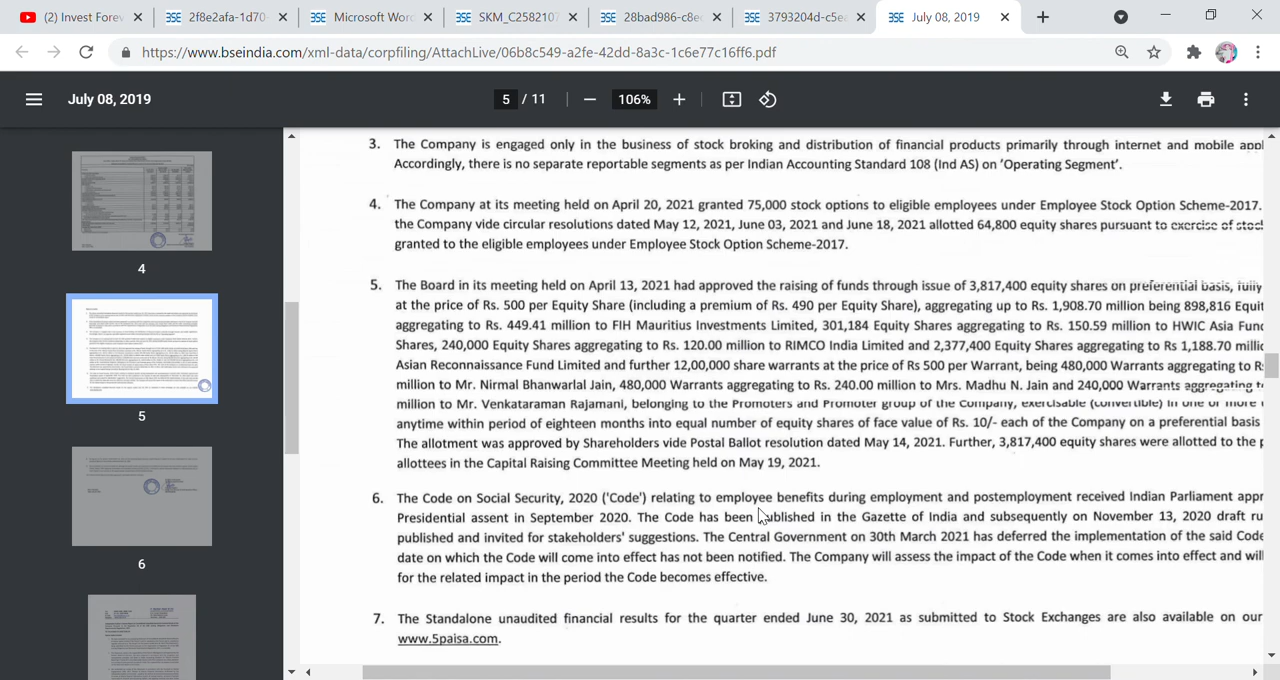 (2) Invest Forev
2f8e2afa-1d70-
Microsoft Word
SKM_C2582107
28bad986-c8ec
3793204d-c5ea
July 08, 2019
https://www.bseindia.com/xml-data/corpfiling/AttachLive/06b8c549-a2fe-42dd-8a3c-1c6e77c16ff6.pdf
July 08, 2019
5 / 11
106%
4
5
6
3. The Company is engaged only in the business of stock broking and distribution of financial products primarily through internet and mobile appl
Accordingly, there is no separate reportable segments as per Indian Accounting Standard 108 (Ind AS) on ‘Operating Segment’.
4. The Company at its meeting held on April 20, 2021 granted 75,000 stock options to eligible employees under Employee Stock Option Scheme-2017.
the Company vide circular resolutions dated May 12, 2021, June 03, 2021 and June 18, 2021 allotted 64,800 equity shares pursuant to exercise of stoc
granted to the eligible employees under Employee Stock Option Scheme-2017.
5. The Board in its meeting held on April 13, 2021 had approved the raising of funds through issue of 3,817,400 equity shares on preferential basis, fully
at the price of Rs. 500 per Equity Share (including a premium of Rs. 490 per Equity Share), aggregating up to Rs. 1,908.70 million being 898,816 Equit
aggregating to Rs. 449.41 million to FIH Mauritius Investments Limited, 301,184 Equity Shares aggregating to Rs. 150.59 million to HWIC Asia Fund
Shares, 240,000 Equity Shares aggregating to Rs. 120.00 million to RIMCO India Limited and 2,377,400 Equity Shares aggregating to Rs 1,188.70 millic
Asian Reconnaissance Fund Limited and further 12,00,000 share warrants at the price of Rs 500 per Warrant, being 480,000 Warrants aggregating to Rs
million to Mr. Nirmal Bhanwarlal Jain, 480,000 Warrants aggregating to Rs. 240.00 million to Mrs. Madhu N. Jain and 240,000 Warrants aggregating to
million to Mr. Venkataraman Rajamani, belonging to the Promoters and Promoter group of the Company, exercisable (convertible) in one or more
anytime within period of eighteen months into equal number of equity shares of face value of Rs. 10/- each of the Company on a preferential basis
The allotment was approved by Shareholders vide Postal Ballot resolution dated May 14, 2021. Further, 3,817,400 equity shares were allotted to the p
allottees in the Capital Raising Committee Meeting held on May 19, 2021.
6. The Code on Social Security, 2020 ('Code') relating to employee benefits during employment and postemployment received Indian Parliament appr
Presidential assent in September 2020. The Code has been published in the Gazette of India and subsequently on November 13, 2020 draft ru
published and invited for stakeholders' suggestions. The Central Government on 30th March 2021 has deferred the implementation of the said Code
date on which the Code will come into effect has not been notified. The Company will assess the impact of the Code when it comes into effect and will
for the related impact in the period the Code becomes effective.
7. The Standalone unaudited financial results for the quarter ended June 30, 2021 as submitted to Stock Exchanges are also available on our
www.5paisa.com.